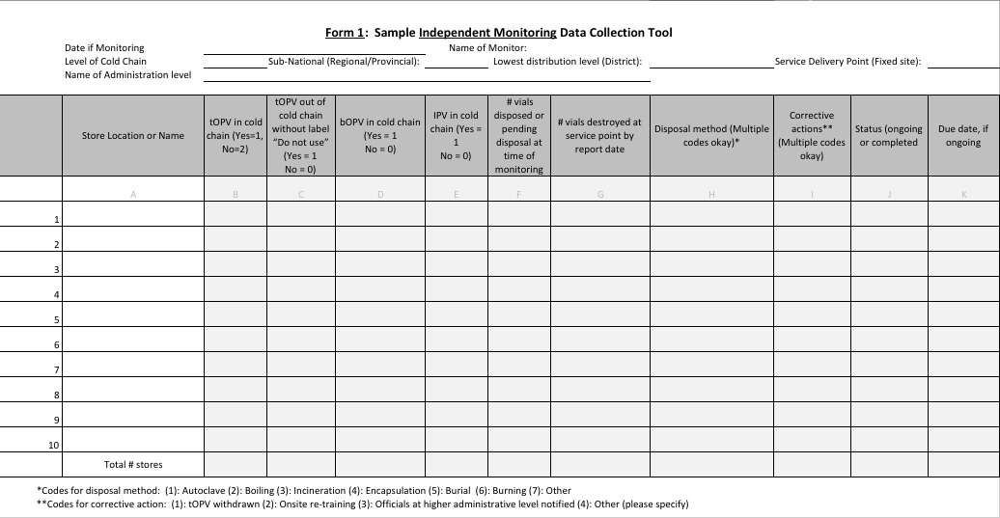 Form 1:  Sample Independent Monitoring Data Collection Tool
Date if Monitoring Name of Monitor:
Level of Cold Chain Sub-National (Regional/Provincial): Lowest distribution level (District): Service Delivery Point (Fixed site):
Name of Administration level
Store Location or Name
tOPV in cold
chain (Yes=1,
No=2)
tOPV out of
cold chain
without label
“Do not use”
(Yes = 1
No = 0)
bOPV in cold chain
(Yes = 1
No = 0)
IPV in cold
chain (Yes =
1
No = 0)
# vials
disposed or
pending
disposal at
time of
monitoring
# vials destroyed at
service point by
report date
Disposal method (Multiple
codes okay)*
Corrective
actions**
(Multiple codes
okay)
Status (ongoing
or completed
Due date, if
ongoing
A B C D E F G H I J K
1
2
3
4
5
6
7
8
9
10
Total # stores
*Codes for disposal method:  (1): Autoclave (2): Boiling (3): Incineration (4): Encapsulation (5): Burial  (6): Burning (7): Other
**Codes for corrective action:  (1): tOPV withdrawn (2): Onsite re-training (3): Officials at higher administrative level notified (4): Other (please specify)